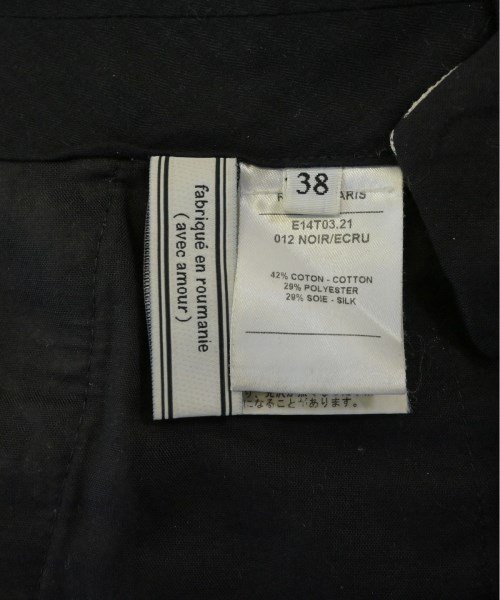 fabriqué en roumanie
(avec amour)
38
ARIS
E14T03.21
012 NOIR/ECRU
42% COTON - COTTON
29% POLYESTER
29% SOIE - SILK
になることがあります。